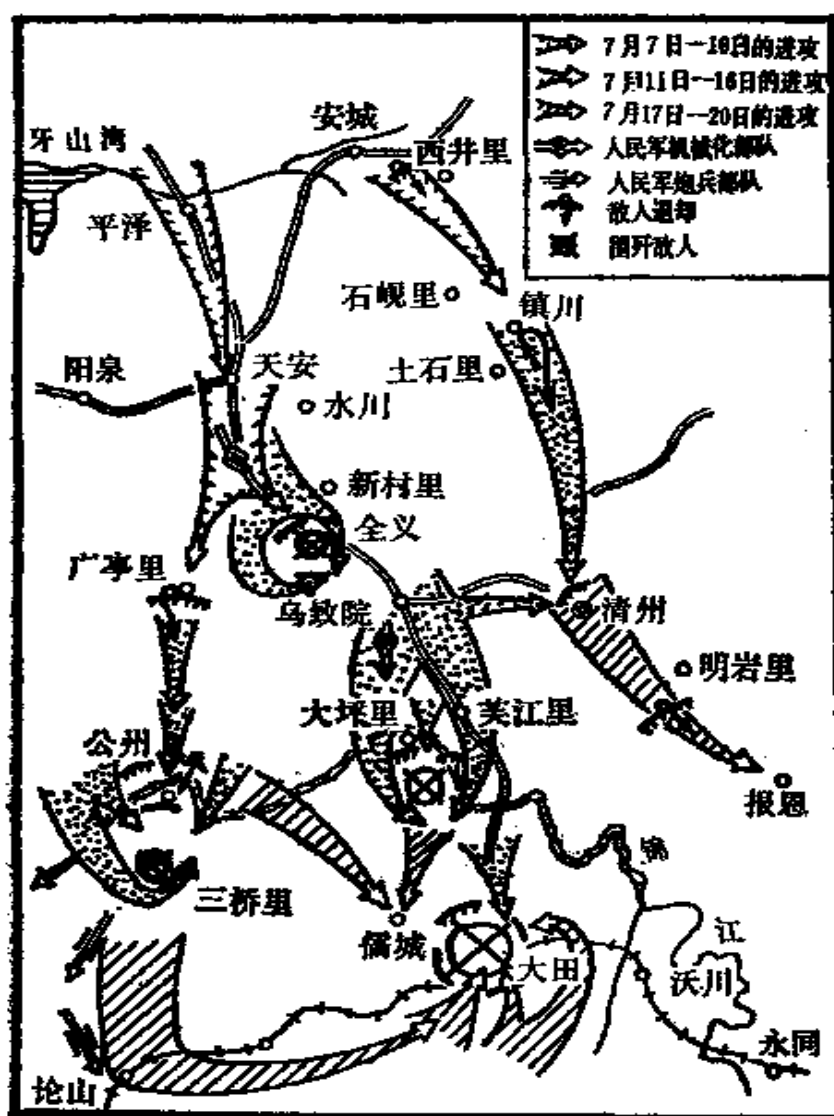 7月7日—10日的进攻
7月11日—16日的进攻
7月17日—20日的进攻
人民军机械化部队
人民军炮兵部队
敌人退却
围歼敌人
牙山湾
安城
西井里
平泽
石岘里
镇川
阳泉
天安
土石里
水川
新村里
全义
广亭里
乌致院
清州
明岩里
大坪里
芙江里
公州
报恩
三桥里
锦
江
儒城
大田
沃川
永同
论山